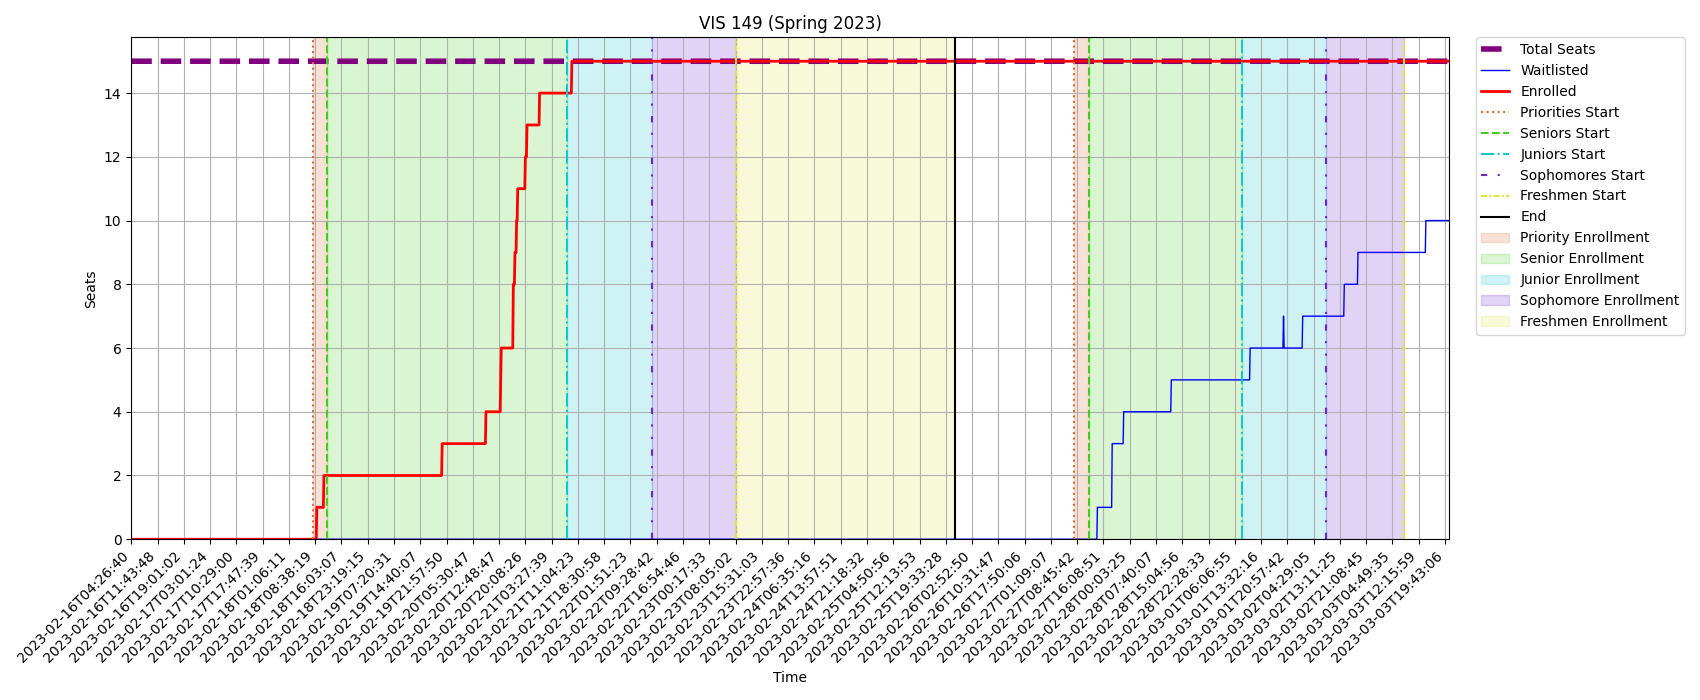 VIS 149 (Spring 2023)
Seats
14
12
10
8
6
4
2
0
2023-02-16T04:26:40
2023-02-16T11:43:48
2023-02-16T19:01:02
2023-02-17T03:01:24
2023-02-17T10:29:00
2023-02-17T17:47:39
2023-02-18T01:06:11
2023-02-18T08:38:19
2023-02-18T16:03:07
2023-02-18T23:19:15
2023-02-19T07:20:31
2023-02-19T14:40:07
2023-02-19T21:57:50
2023-02-20T05:30:47
2023-02-20T12:48:47
2023-02-20T20:08:26
2023-02-21T03:27:39
2023-02-21T11:04:23
2023-02-21T18:30:58
2023-02-22T01:51:23
2023-02-22T09:28:42
2023-02-22T16:54:46
2023-02-23T00:17:33
2023-02-23T08:05:02
2023-02-23T15:31:03
2023-02-23T22:57:36
2023-02-24T06:35:16
2023-02-24T13:57:51
2023-02-24T21:18:32
2023-02-25T04:50:56
2023-02-25T12:13:53
2023-02-25T19:33:28
2023-02-26T02:52:50
2023-02-26T10:31:47
2023-02-26T17:50:06
2023-02-27T01:09:07
2023-02-27T08:45:42
2023-02-27T16:08:51
2023-02-28T00:03:25
2023-02-28T07:40:07
2023-02-28T15:04:56
2023-02-28T22:28:33
2023-03-01T06:06:55
2023-03-01T13:32:16
2023-03-01T20:57:42
2023-03-02T04:29:05
2023-03-02T13:11:25
2023-03-02T21:08:45
2023-03-03T04:49:35
2023-03-03T12:15:59
2023-03-03T19:43:06
Time
Total Seats
Waitlisted
Enrolled
Priorities Start
Seniors Start
Juniors Start
Sophomores Start
Freshmen Start
End
Priority Enrollment
Senior Enrollment
Junior Enrollment
Sophomore Enrollment
Freshmen Enrollment